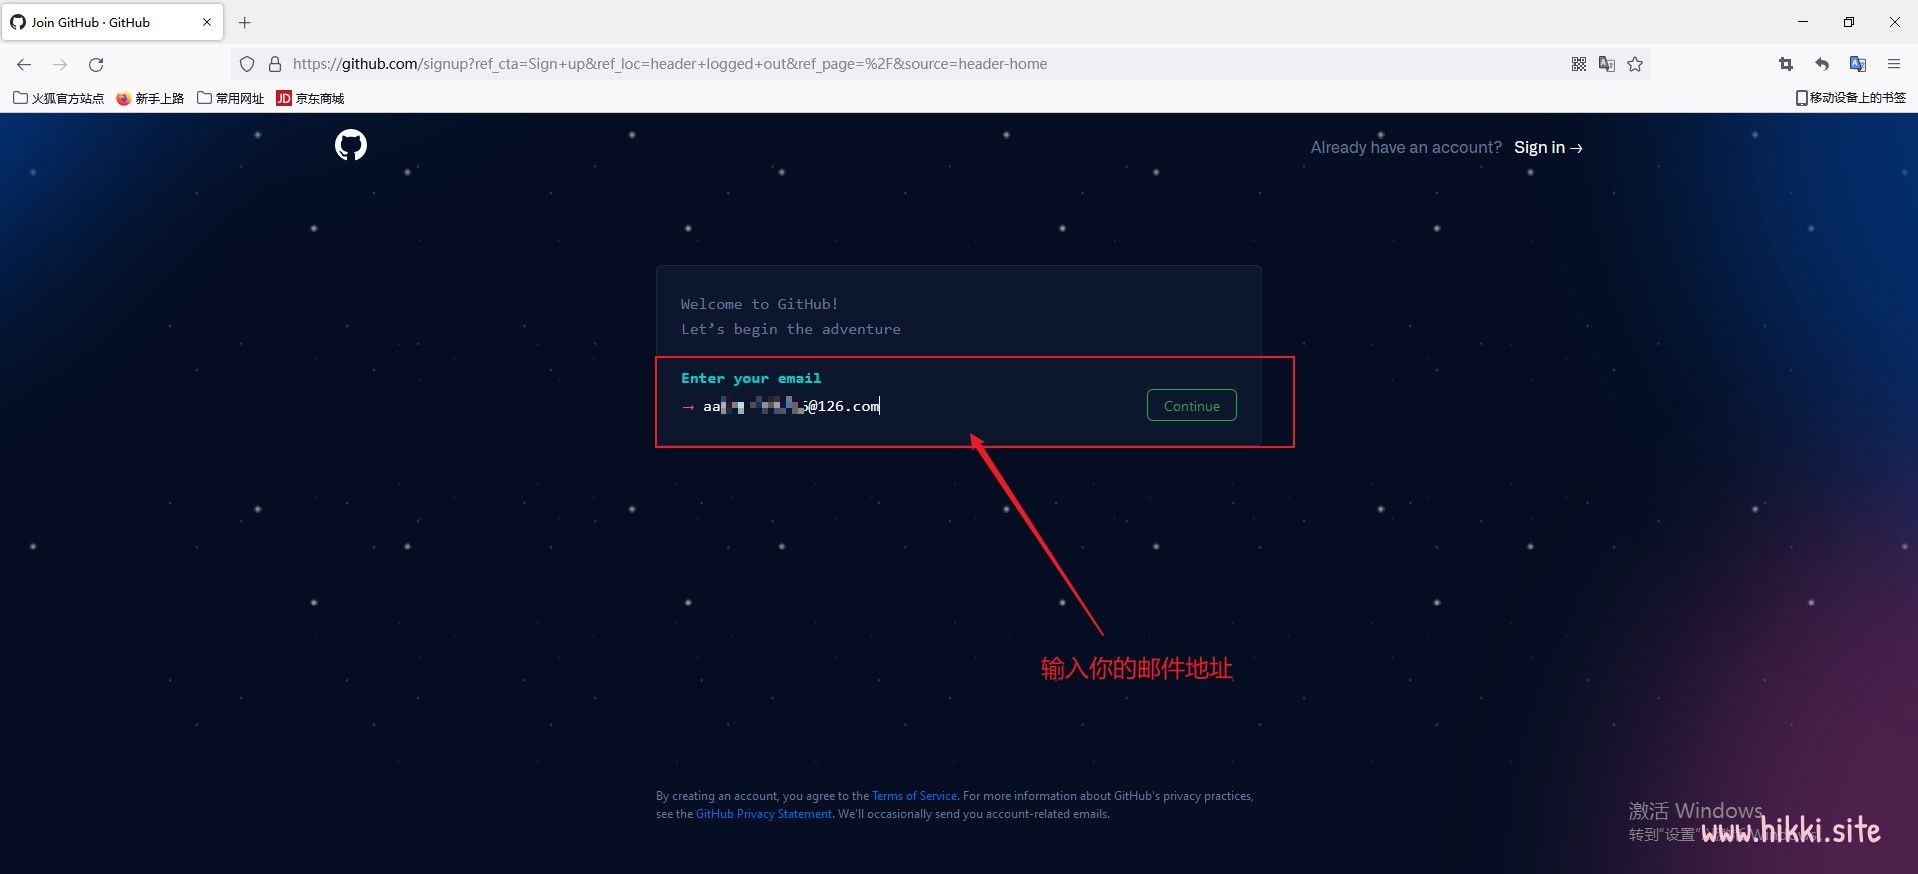 Join GitHub · GitHub
https://github.com/signup?ref_cta=Sign+up&ref_loc=header+logged+out&ref_page=%2F&source=header-home
火狐官方站点 新手上路 常用网址 JD 京东商城 移动设备上的书签
Already have an account? Sign in →
Welcome to GitHub!
Let’s begin the adventure
Enter your email
→ aa 6@126.com
Continue
输入你的邮件地址
By creating an account, you agree to the Terms of Service. For more information about GitHub's privacy practices,
see the GitHub Privacy Statement. We'll occasionally send you account-related emails.
激活 Windows
转到“设置”
www.hikki.site